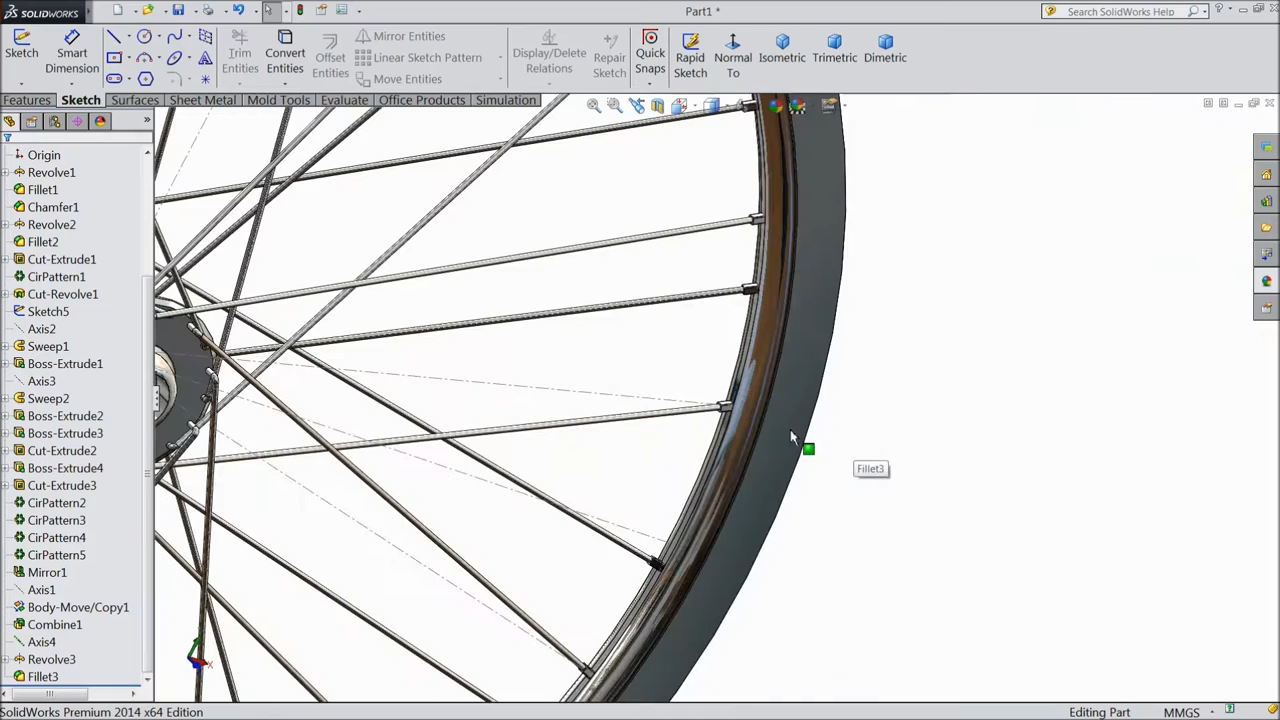 SOLIDWORKS
Part1 *
Search SolidWorks Help
Sketch
Smart Dimension
Trim Entities
Convert Entities
Offset Entities
Mirror Entities
Linear Sketch Pattern
Move Entities
Display/Delete Relations
Repair Sketch
Quick Snaps
Rapid Sketch
Normal To
Isometric
Trimetric
Dimetric
Features
Sketch
Surfaces
Sheet Metal
Mold Tools
Evaluate
Office Products
Simulation
Origin
Revolve1
Fillet1
Chamfer1
Revolve2
Fillet2
Cut-Extrude1
CirPattern1
Cut-Revolve1
Sketch5
Axis2
Sweep1
Boss-Extrude1
Axis3
Sweep2
Boss-Extrude2
Boss-Extrude3
Cut-Extrude2
Boss-Extrude4
Cut-Extrude3
CirPattern2
CirPattern3
CirPattern4
CirPattern5
Mirror1
Axis1
Body-Move/Copy1
Combine1
Axis4
Revolve3
Fillet3
Fillet3
X
SolidWorks Premium 2014 x64 Edition
Editing Part
MMGS